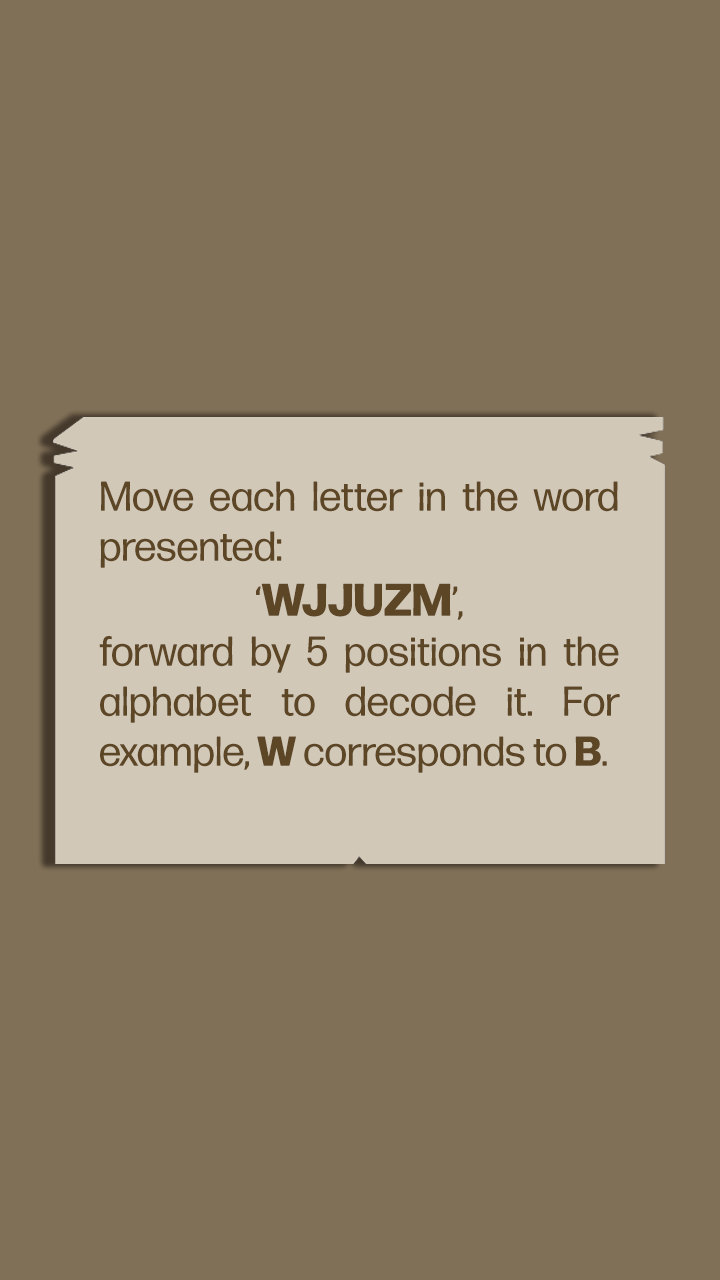 Move each letter in the word
presented:
‘WJJUZM’,
forward by 5 positions in the
alphabet to decode it. For
example, W corresponds to B.